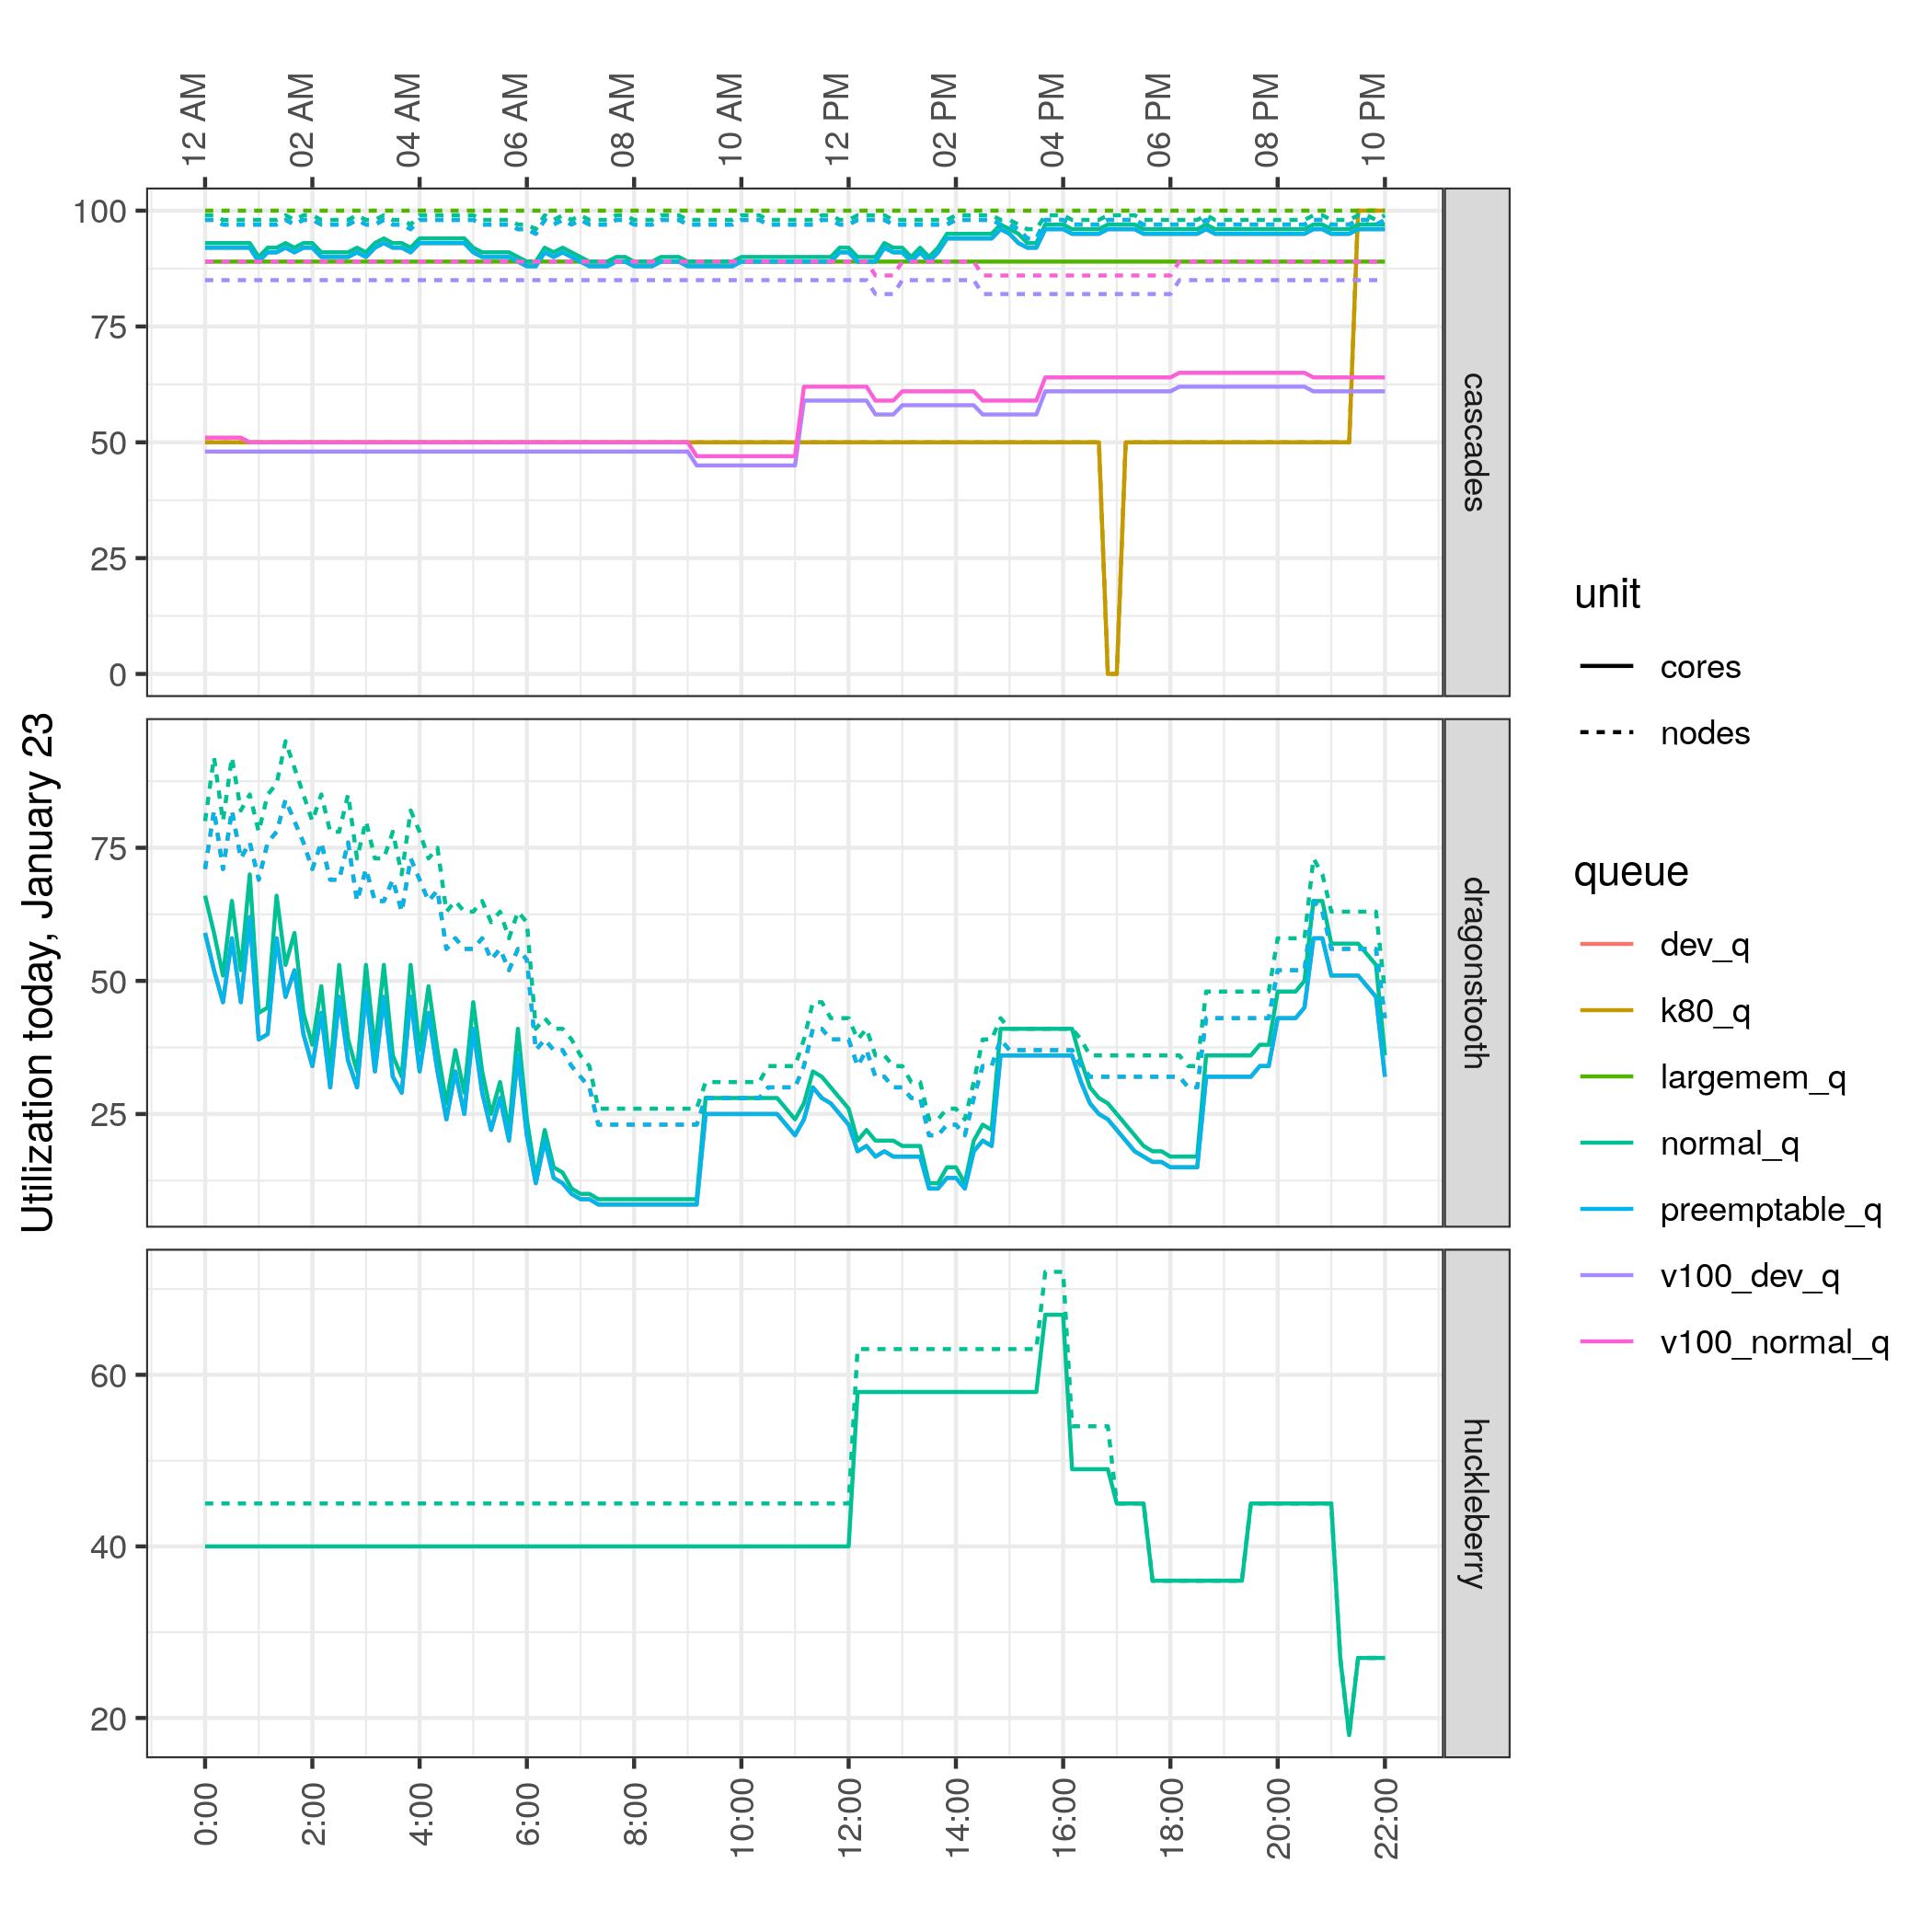 12 AM
02 AM
04 AM
06 AM
08 AM
10 AM
12 PM
02 PM
04 PM
06 PM
08 PM
10 PM
Utilization today, January 23
100
75
50
25
0
cascades
75
50
25
dragonstooth
60
40
20
huckleberry
0:00
2:00
4:00
6:00
8:00
10:00
12:00
14:00
16:00
18:00
20:00
22:00
unit
cores
nodes
queue
dev_q
k80_q
largemem_q
normal_q
preemptable_q
v100_dev_q
v100_normal_q